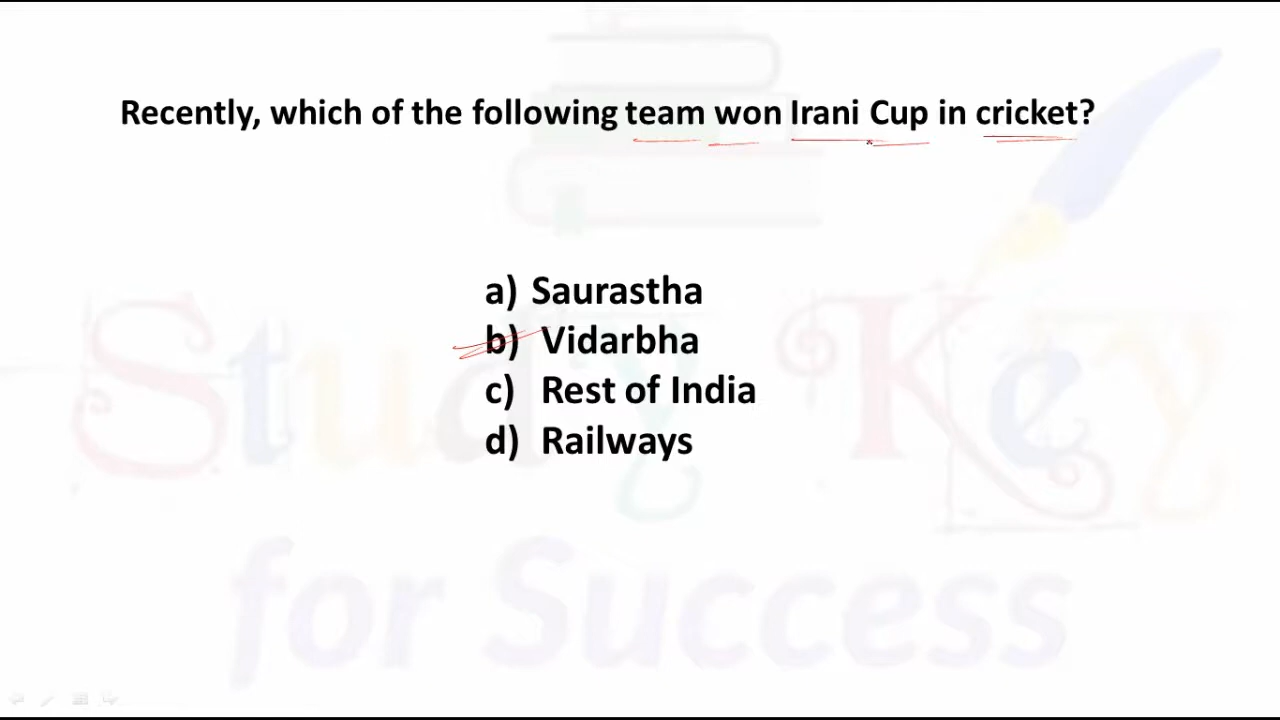 Recently, which of the following team won Irani Cup in cricket?
a) Saurastha
b) Vidarbha
c) Rest of India
d) Railways
Study Key
for Success